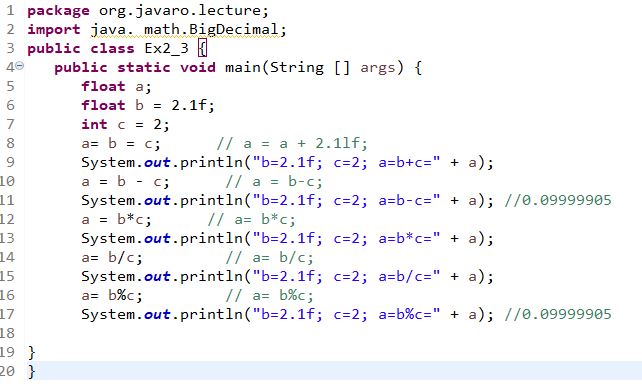 1 package org.javaro.lecture;
2 import java. math.BigDecimal;
3 public class Ex2_3 {
4 public static void main(String [] args) {
5 float a;
6 float b = 2.1f;
7 int c = 2;
8 a= b = c; // a = a + 2.1lf;
9 System.out.println("b=2.1f; c=2; a=b+c=" + a);
10 a = b - c; // a = b-c;
11 System.out.println("b=2.1f; c=2; a=b-c=" + a); //0.09999905
12 a = b*c; // a= b*c;
13 System.out.println("b=2.1f; c=2; a=b*c=" + a);
14 a= b/c; // a= b/c;
15 System.out.println("b=2.1f; c=2; a=b/c=" + a);
16 a= b%c; // a= b%c;
17 System.out.println("b=2.1f; c=2; a=b%c=" + a); //0.09999905
18
19 }
20 }